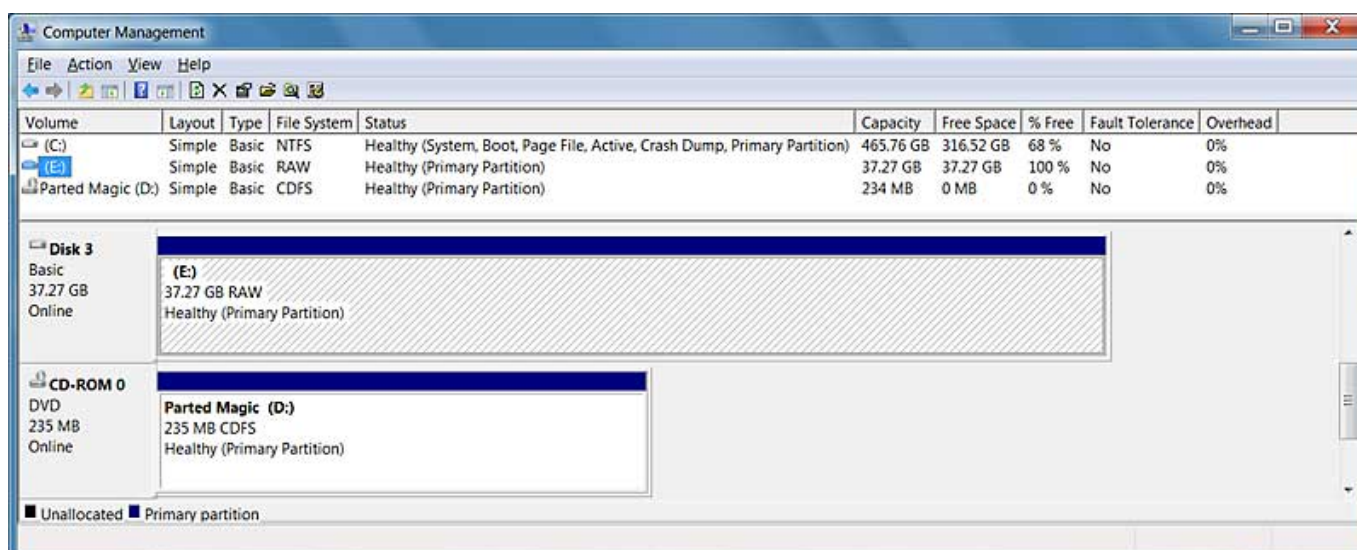 Computer Management
File Action View Help
Volume Layout Type File System Status Capacity Free Space % Free Fault Tolerance Overhead
(C:) Simple Basic NTFS Healthy (System, Boot, Page File, Active, Crash Dump, Primary Partition) 465.76 GB 316.52 GB 68 % No 0%
(E:) Simple Basic RAW Healthy (Primary Partition) 37.27 GB 37.27 GB 100 % No 0%
Parted Magic (D:) Simple Basic CDFS Healthy (Primary Partition) 234 MB 0 MB 0 % No 0%
Disk 3
Basic
37.27 GB
Online
(E:)
37.27 GB RAW
Healthy (Primary Partition)
CD-ROM 0
DVD
235 MB
Online
Parted Magic (D:)
235 MB CDFS
Healthy (Primary Partition)
Unallocated Primary partition